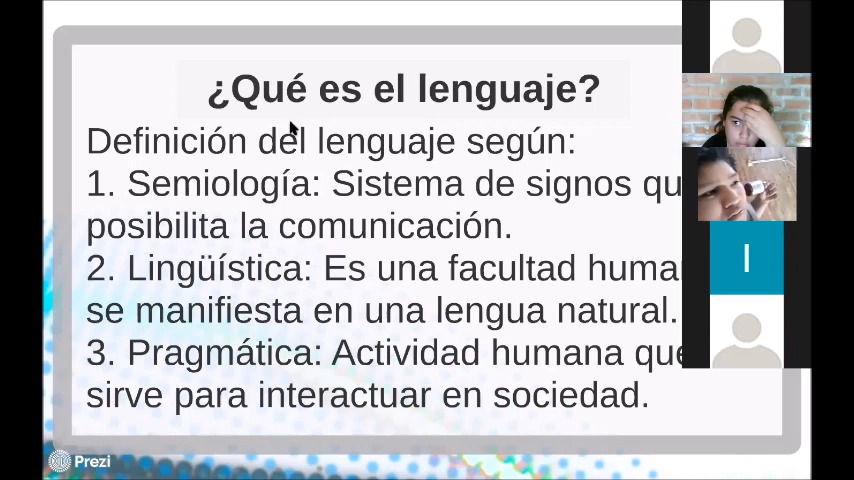 ¿Qué es el lenguaje?
Definición del lenguaje según:
1. Semiología: Sistema de signos
posibilita la comunicación.
2. Lingüística: Es una facultad
se manifiesta en una lengua natural.
3. Pragmática: Actividad humana que
sirve para interactuar en sociedad.
I
Prezi